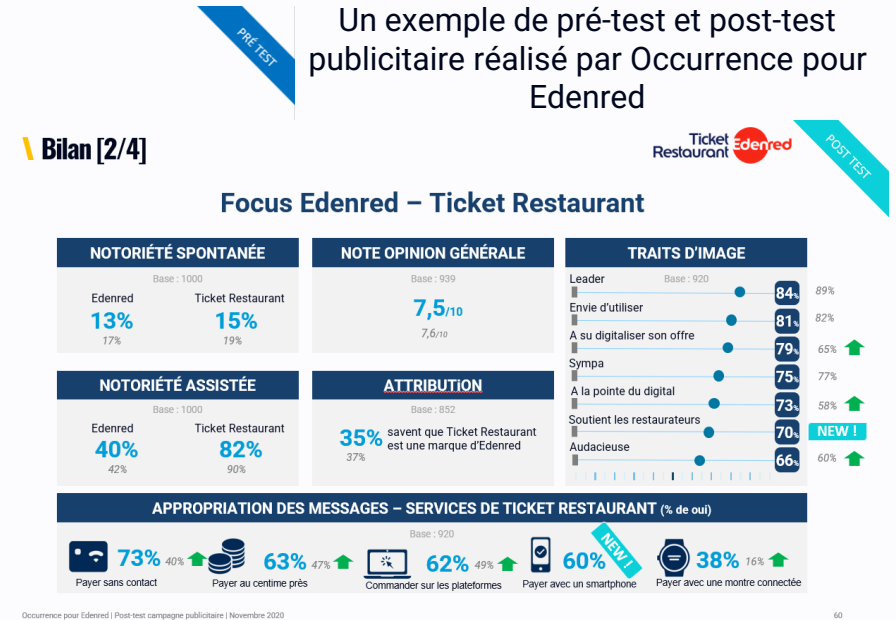 PRÉ TEST
Un exemple de pré-test et post-test
publicitaire réalisé par Occurrence pour
Edenred
\ Bilan [2/4]
Ticket
Restaurant
Edenred
POST TEST
Focus Edenred – Ticket Restaurant
NOTORIÉTÉ SPONTANÉE
Base : 1000
Edenred Ticket Restaurant
13% 15%
17% 19%
NOTE OPINION GÉNÉRALE
Base : 939
7,5/10
7,6/10
TRAITS D'IMAGE
Base : 920
Leader
84% 89%
Envie d'utiliser
81% 82%
A su digitaliser son offre
79% 65%
Sympa
75% 77%
A la pointe du digital
73% 58%
Soutient les restaurateurs
70% NEW !
Audacieuse
66% 60%
NOTORIÉTÉ ASSISTÉE
Base : 1000
Edenred Ticket Restaurant
40% 82%
42% 90%
ATTRIBUTiON
Base : 852
35% savent que Ticket Restaurant
37% est une marque d'Edenred
APPROPRIATION DES MESSAGES – SERVICES DE TICKET RESTAURANT (% de oui)
Base : 920
73% 40%
Payer sans contact
63% 47%
Payer au centime près
62% 49%
Commander sur les plateformes
60% NEW !
Payer avec un smartphone
38% 16%
Payer avec une montre connectée
Occurrence pour Edenred | Post-test campagne publicitaire | Novembre 2020
60